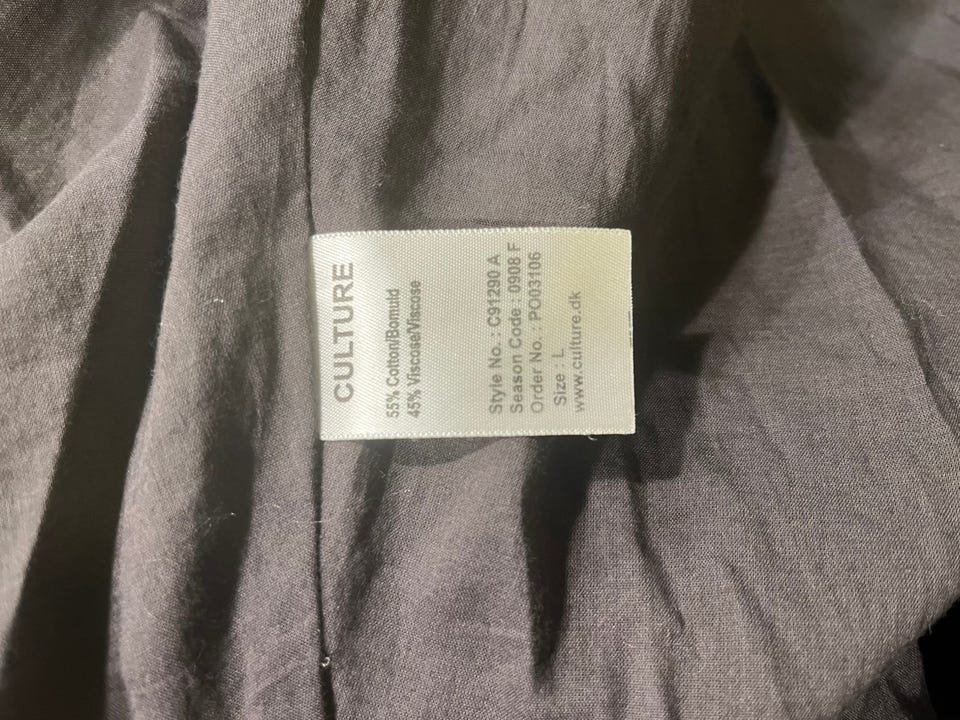 CULTURE
55% Cotton/Bomuld
45% Viscose/Viscose
Style No. : C91290 A
Season Code : 0908 F
Order No. : PO03106
Size : L
www.culture.dk